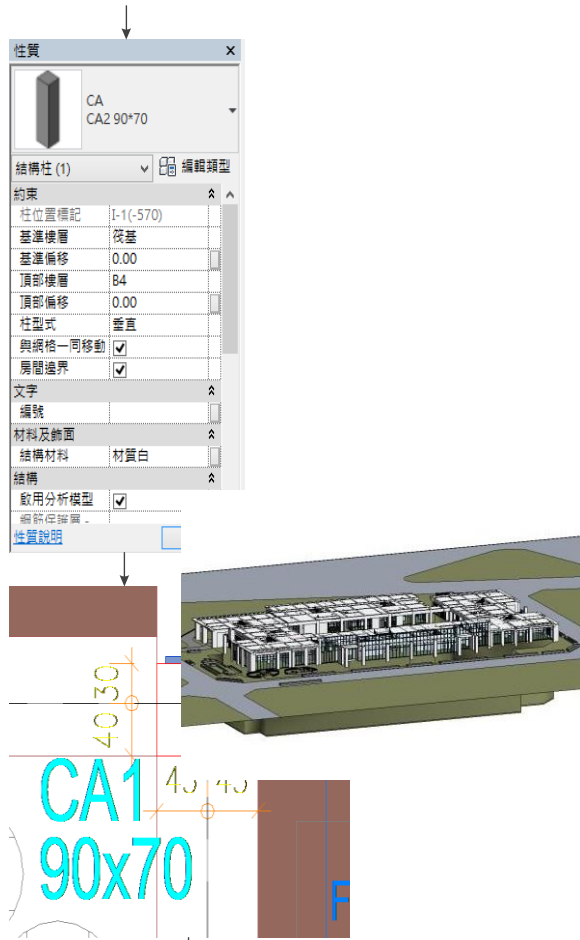 性質
x
CA
CA2 90*70
結構柱 (1)
編輯類型
約束
柱位置標記 I-1(-570)
基準樓層 筏基
基準偏移 0.00
頂部樓層 B4
頂部偏移 0.00
柱型式 垂直
與網格一同移動
房間邊界
文字
編號
材料及飾面
結構材料 材質白
結構
啟用分析模型
鋼筋保護層 -
性質說明
40 30
CA1
45 45
90x70
F